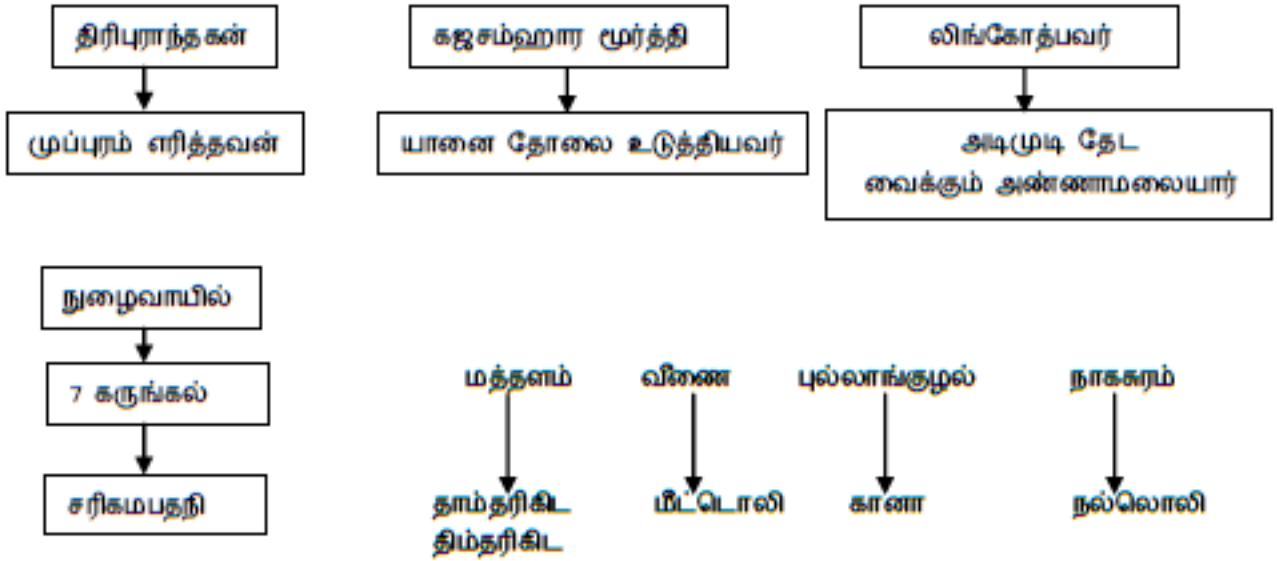 திரிபுராந்தகன்
கஜசம்ஹார மூர்த்தி
லிங்கோத்பவர்
முப்புரம் எரித்தவன்
யானை தோலை உடுத்தியவர்
அடிமுடி தேட
வைக்கும் அண்ணாமலையார்
நுழைவாயில்
7 கருங்கல்
சரிகமபதநி
மத்தளம்
வீணை
புல்லாங்குழல்
நாகசுரம்
தாம்தரிகிட
திம்தரிகிட
மீட்டொலி
கானா
நல்லொலி